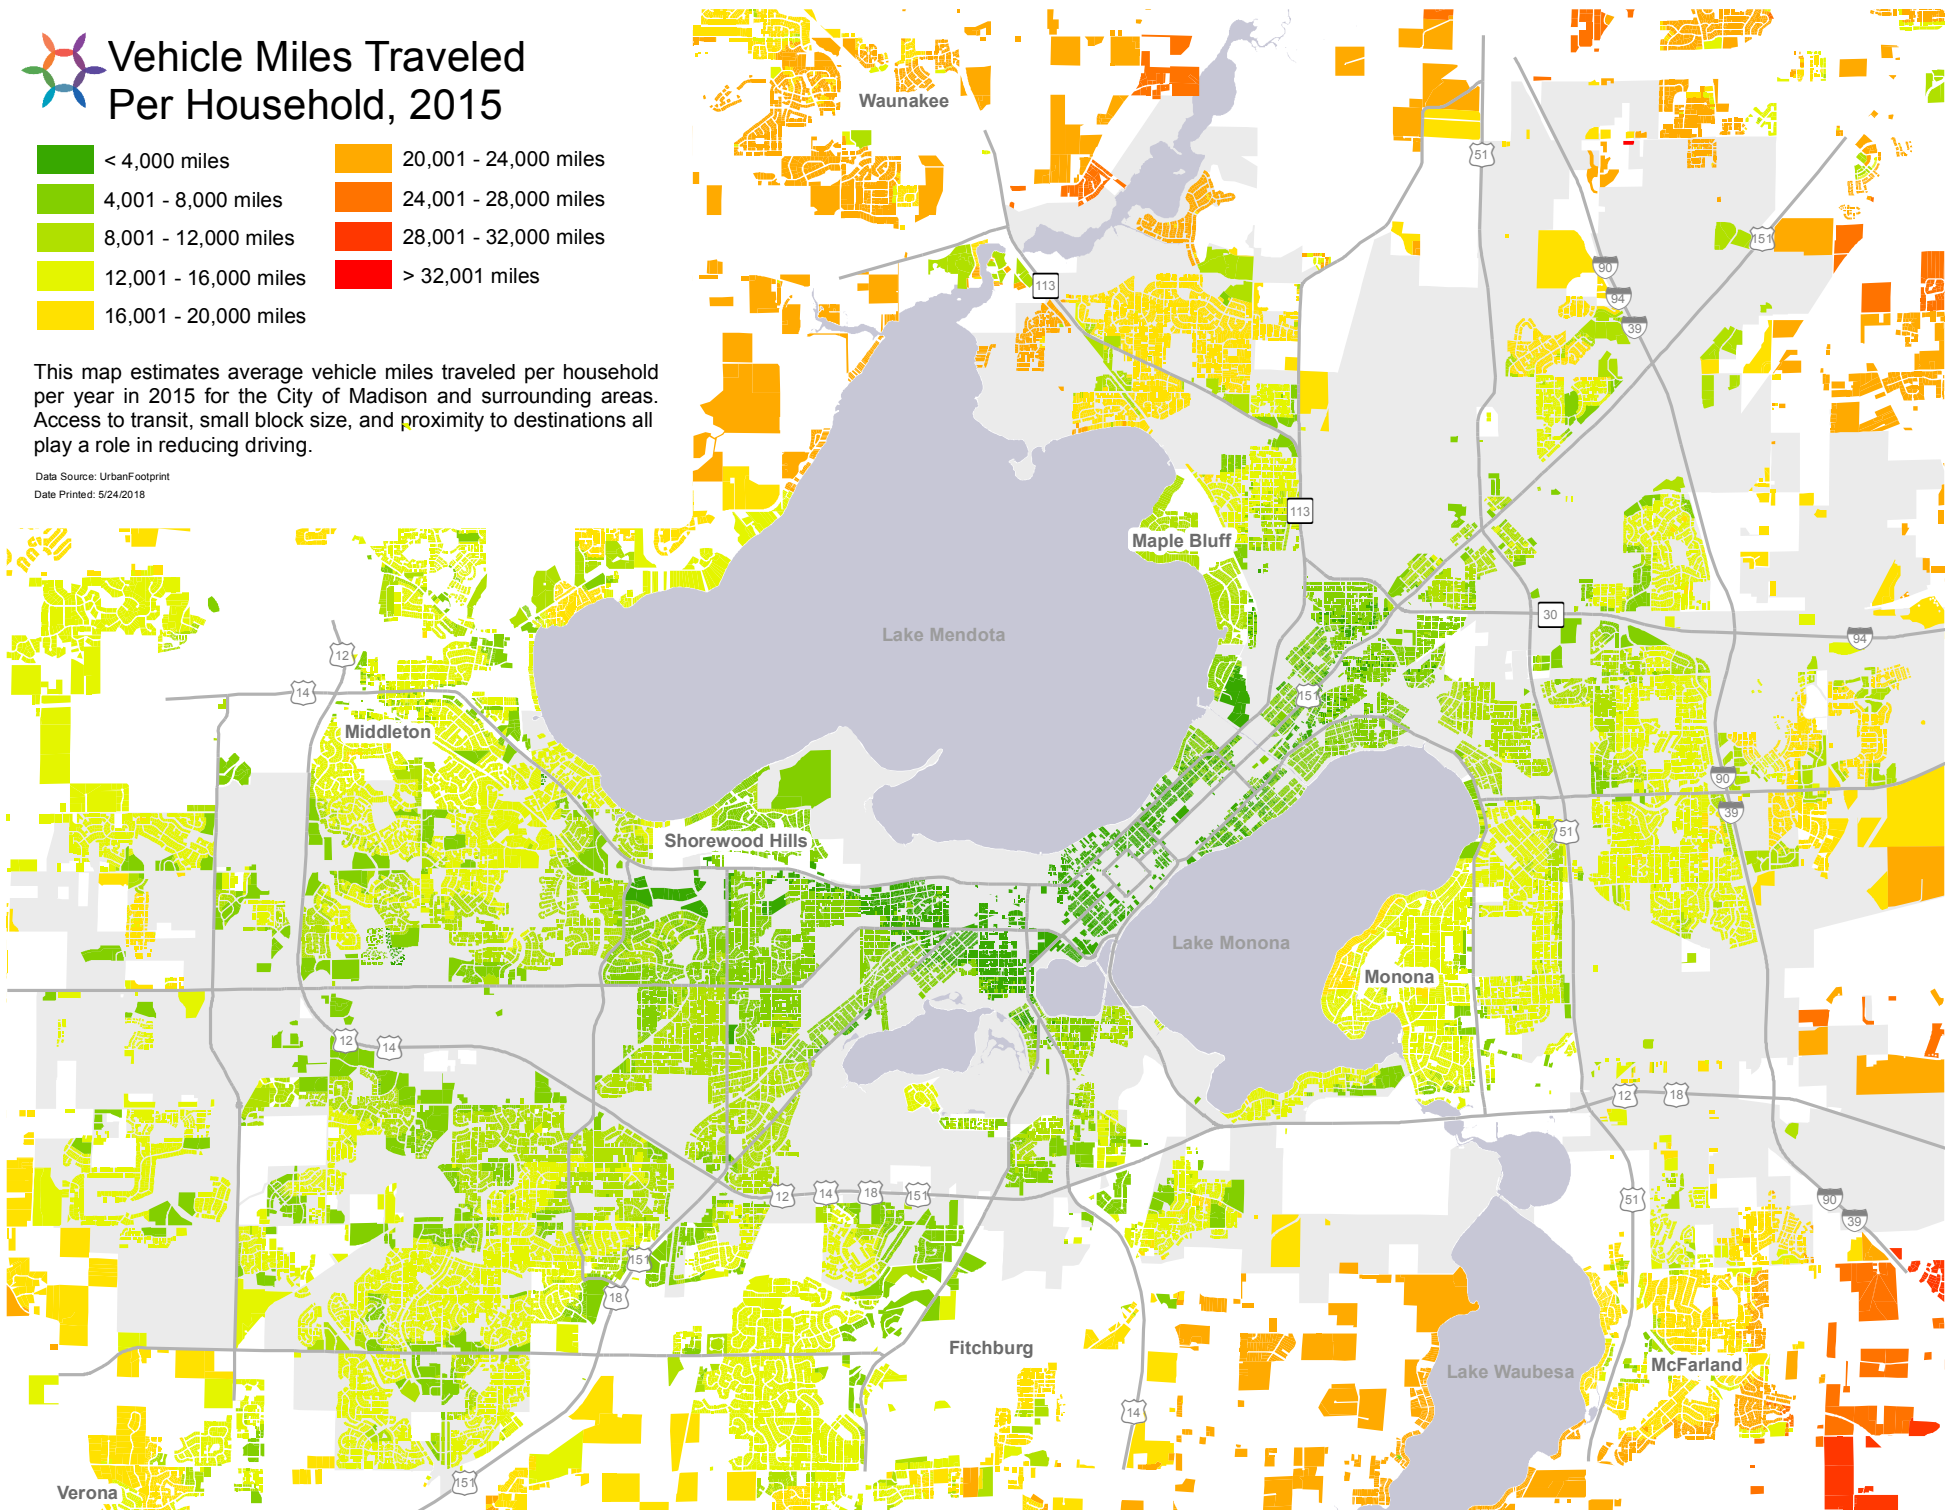 Vehicle Miles Traveled
Per Household, 2015
< 4,000 miles
4,001 - 8,000 miles
8,001 - 12,000 miles
12,001 - 16,000 miles
16,001 - 20,000 miles
20,001 - 24,000 miles
24,001 - 28,000 miles
28,001 - 32,000 miles
> 32,001 miles
This map estimates average vehicle miles traveled per household
per year in 2015 for the City of Madison and surrounding areas.
Access to transit, small block size, and proximity to destinations all
play a role in reducing driving.
Data Source: UrbanFootprint
Date Printed: 5/24/2018
Waunakee
51
151
90
94
39
113
113
Maple Bluff
30
94
Lake Mendota
12
14
151
Middleton
90
39
51
Shorewood Hills
Lake Monona
Monona
12
14
12
18
12
14
18
151
51
90
39
151
18
Fitchburg
McFarland
Lake Waubesa
14
151
Verona